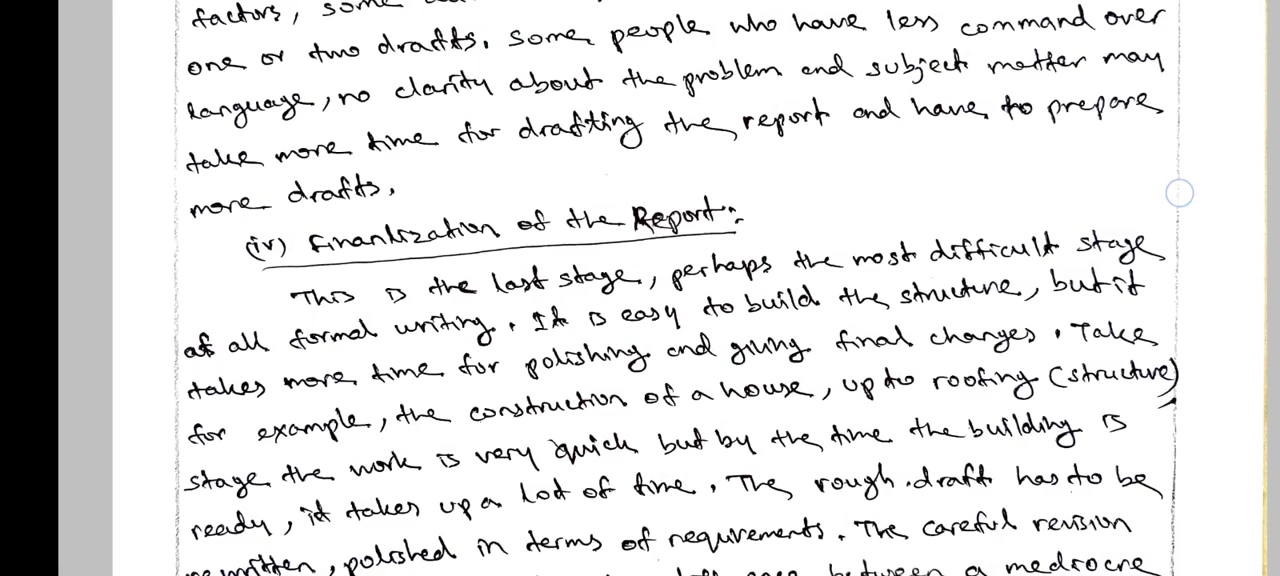 factors, some
one or two drafts. Some people who have less command over
language, no clarity about the problem and subject matter may
take more time for drafting the report and have to prepare
more drafts.
(iv) Finanlization of the Report:
This is the last stage, perhaps the most difficult stage
of all formal writing. It is easy to build the structure, but it
takes more time for polishing and giving final changes. Take
for example, the construction of a house, up to roofing (structure)
stage the work is very quick but by the time the building is
ready, it takes up a lot of time. The rough draft has to be
polished in terms of requirements. The careful revision
between a mediocre